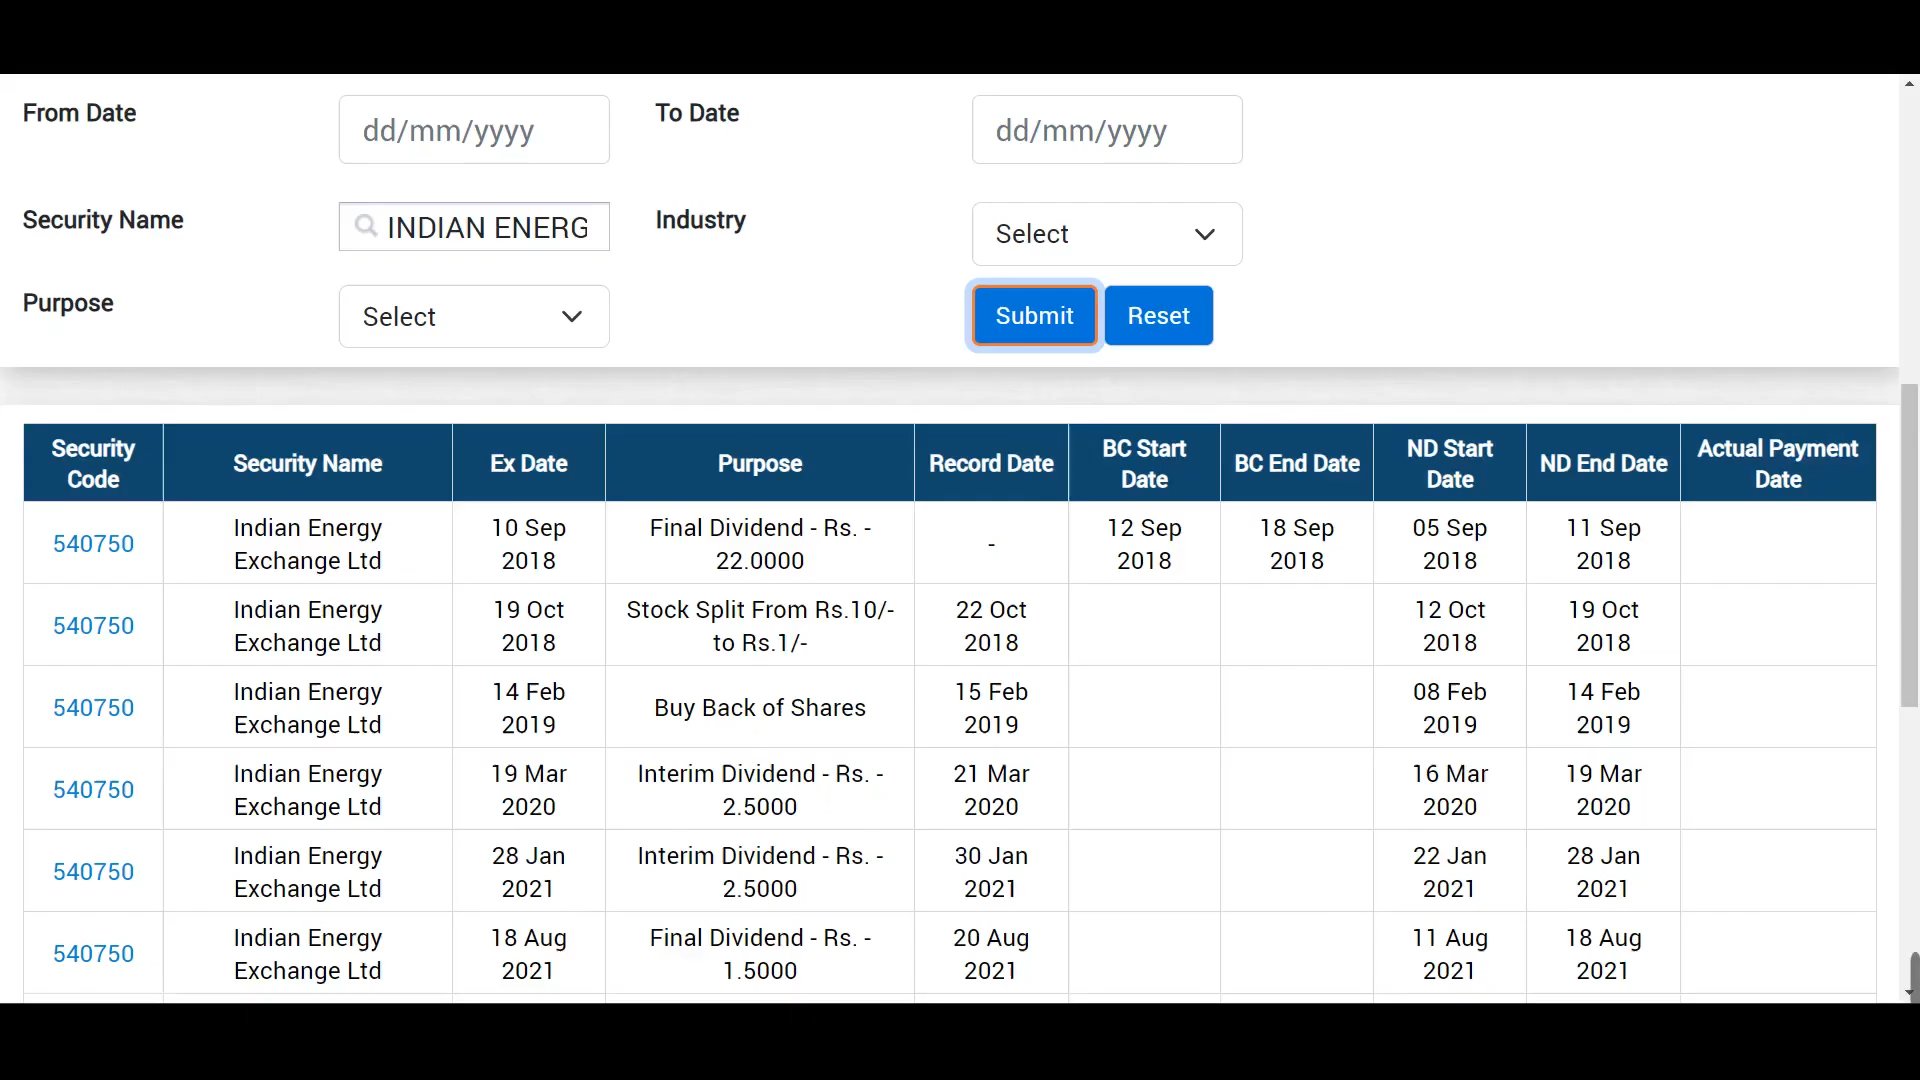 From Date
dd/mm/yyyy
To Date
dd/mm/yyyy
Security Name
INDIAN ENERG
Industry
Select
Purpose
Select
Submit
Reset
Security Code
Security Name
Ex Date
Purpose
Record Date
BC Start Date
BC End Date
ND Start Date
ND End Date
Actual Payment Date
540750
Indian Energy Exchange Ltd
10 Sep 2018
Final Dividend - Rs. - 22.0000
-
12 Sep 2018
18 Sep 2018
05 Sep 2018
11 Sep 2018
540750
Indian Energy Exchange Ltd
19 Oct 2018
Stock Split From Rs.10/- to Rs.1/-
22 Oct 2018
12 Oct 2018
19 Oct 2018
540750
Indian Energy Exchange Ltd
14 Feb 2019
Buy Back of Shares
15 Feb 2019
08 Feb 2019
14 Feb 2019
540750
Indian Energy Exchange Ltd
19 Mar 2020
Interim Dividend - Rs. - 2.5000
21 Mar 2020
16 Mar 2020
19 Mar 2020
540750
Indian Energy Exchange Ltd
28 Jan 2021
Interim Dividend - Rs. - 2.5000
30 Jan 2021
22 Jan 2021
28 Jan 2021
540750
Indian Energy Exchange Ltd
18 Aug 2021
Final Dividend - Rs. - 1.5000
20 Aug 2021
11 Aug 2021
18 Aug 2021